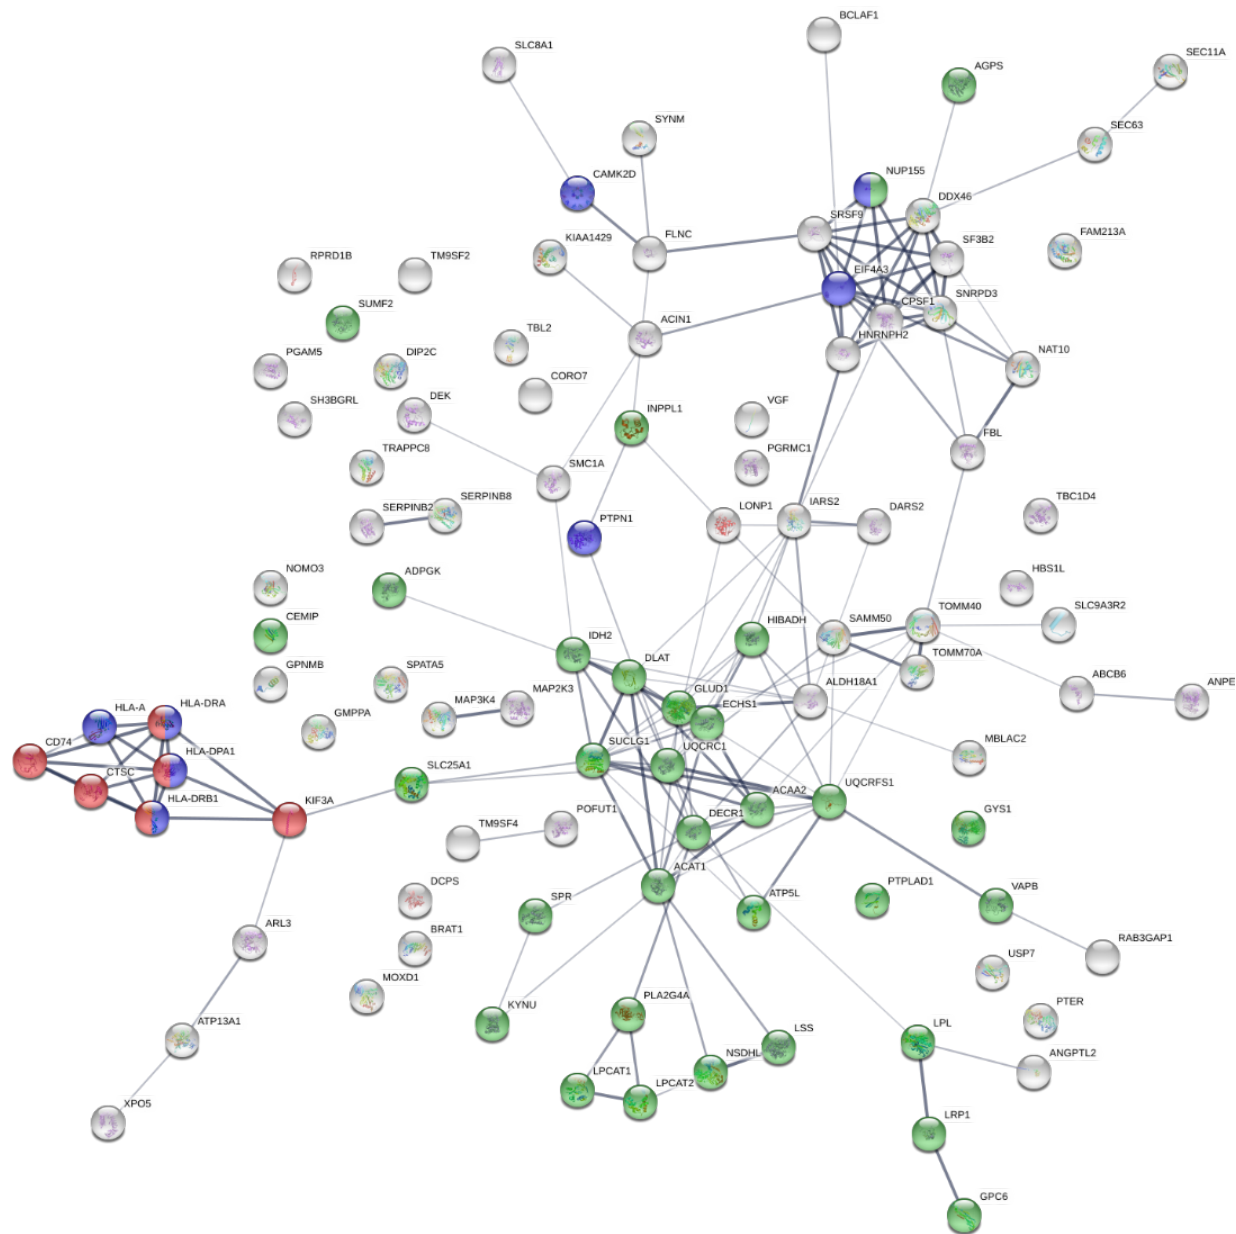 BCLAF1
SLC8A1
SEC11A
AGPS
SYNM
SEC63
CAMK2D
NUP155
DDX46
SRSF9
FLNC
KIAA1429
SF3B2
FAM213A
RPRD1B
TM9SF2
EIF4A3
CPSF1
SNRPD3
SUMF2
ACIN1
TBL2
HNRNPH2
NAT10
PGAM5
DIP2C
CORO7
SH3BGRL
DEK
INPPL1
VGF
FBL
TRAPPC8
SMC1A
PGRMC1
SERPINB2
SERPINB8
LONP1
IARS2
DARS2
TBC1D4
PTPN1
NOMO3
ADPGK
HBS1L
CEMIP
IDH2
HIBADH
SAMM50
TOMM40
SLC9A3R2
DLAT
TOMM70A
GPNMB
SPATA5
GLUD1
ALDH18A1
ABCB6
ANPE
HLA-A
HLA-DRA
GMPPA
MAP3K4
MAP2K3
ECHS1
CD74
HLA-DPA1
SUCLG1
UQCRC1
MBLAC2
CTSC
SLC25A1
HLA-DRB1
KIF3A
ACAA2
UQCRFS1
DECR1
GYS1
TM9SF4
POFUT1
ACAT1
DCPS
SPR
ATP5L
PTPLAD1
VAPB
ARL3
BRAT1
RAB3GAP1
MOXD1
USP7
KYNU
PLA2G4A
PTER
ATP13A1
LSS
LPL
NSDHL
ANGPTL2
LPCAT1
LPCAT2
XPO5
LRP1
GPC6